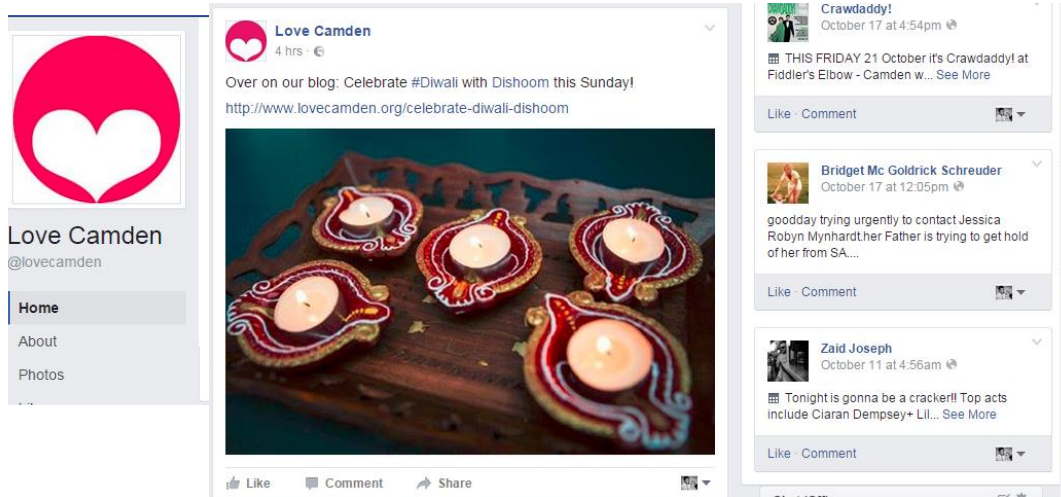 Love Camden
@lovecamden
Home
About
Photos
Love Camden
4 hrs ·
Over on our blog: Celebrate #Diwali with Dishoom this Sunday!
http://www.lovecamden.org/celebrate-diwali-dishoom
Like Comment Share
Crawdaddy!
October 17 at 4:54pm
THIS FRIDAY 21 October it's Crawdaddy! at
Fiddler's Elbow - Camden w... See More
Like · Comment
Bridget Mc Goldrick Schreuder
October 17 at 12:05pm
goodday trying urgently to contact Jessica
Robyn Mynhardt.her Father is trying to get hold
of her from SA....
Like · Comment
Zaid Joseph
October 11 at 4:56am
Tonight is gonna be a cracker!! Top acts
include Ciaran Dempsey+ Lil... See More
Like · Comment